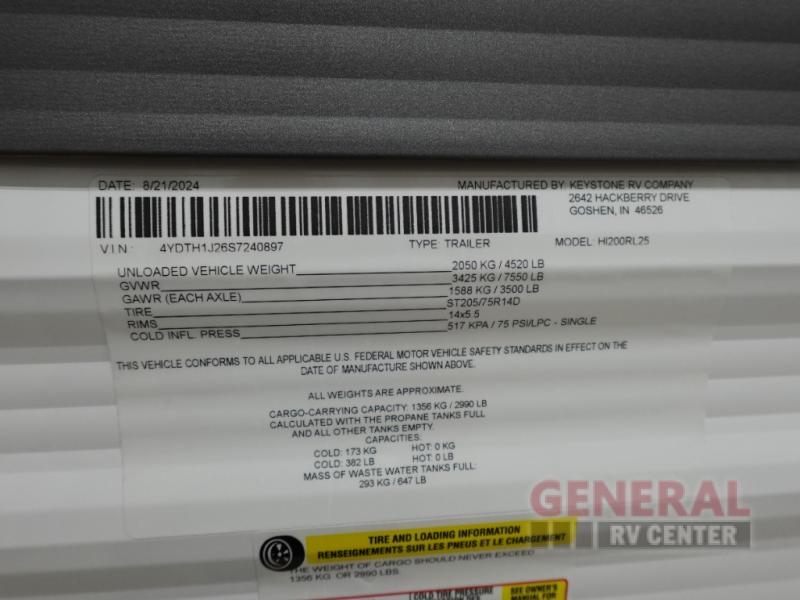 DATE: 8/21/2024 MANUFACTURED BY: KEYSTONE RV COMPANY
2642 HACKBERRY DRIVE
GOSHEN, IN 46526
V.I.N.: 4YDTH1J26S7240897 TYPE: TRAILER MODEL: HI200RL25
UNLOADED VEHICLE WEIGHT 2050 KG / 4520 LB
GVWR 3425 KG / 7550 LB
GAWR (EACH AXLE) 1588 KG / 3500 LB
TIRE ST205/75R14D
RIMS 14x5.5
COLD INFL. PRESS 517 KPA / 75 PSI/LPC - SINGLE
THIS VEHICLE CONFORMS TO ALL APPLICABLE U.S. FEDERAL MOTOR VEHICLE SAFETY STANDARDS IN EFFECT ON THE
DATE OF MANUFACTURE SHOWN ABOVE.
ALL WEIGHTS ARE APPROXIMATE.
CARGO-CARRYING CAPACITY: 1356 KG / 2990 LB
CALCULATED WITH THE PROPANE TANKS FULL
AND ALL OTHER TANKS EMPTY.
CAPACITIES:
COLD: 173 KG HOT: 0 KG
COLD: 382 LB HOT: 0 LB
MASS OF WASTE WATER TANKS FULL:
293 KG / 647 LB
GENERAL
RV CENTER
TIRE AND LOADING INFORMATION
RENSEIGNEMENTS SUR LES PNEUS ET LE CHARGEMENT
THE WEIGHT OF CARGO SHOULD NEVER EXCEED
1356 KG OR 2990 LBS.
COLD TIRE PRESSURE
SEE OWNER'S
MANUAL FOR